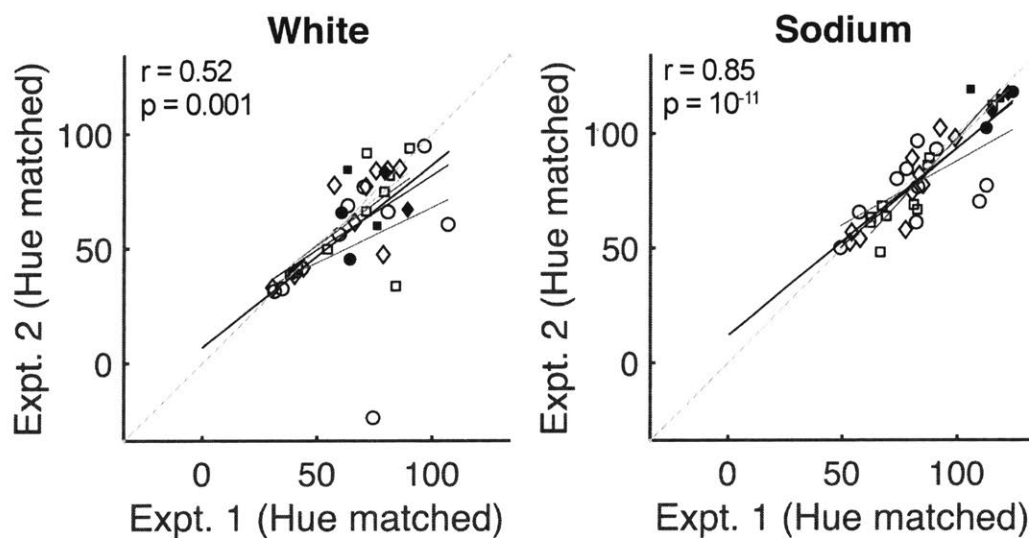 White
r = 0.52
p = 0.001
Expt. 2 (Hue matched)
100
50
0
0
50
100
Expt. 1 (Hue matched)
Sodium
r = 0.85
p = 10⁻¹¹
Expt. 2 (Hue matched)
100
50
0
0
50
100
Expt. 1 (Hue matched)